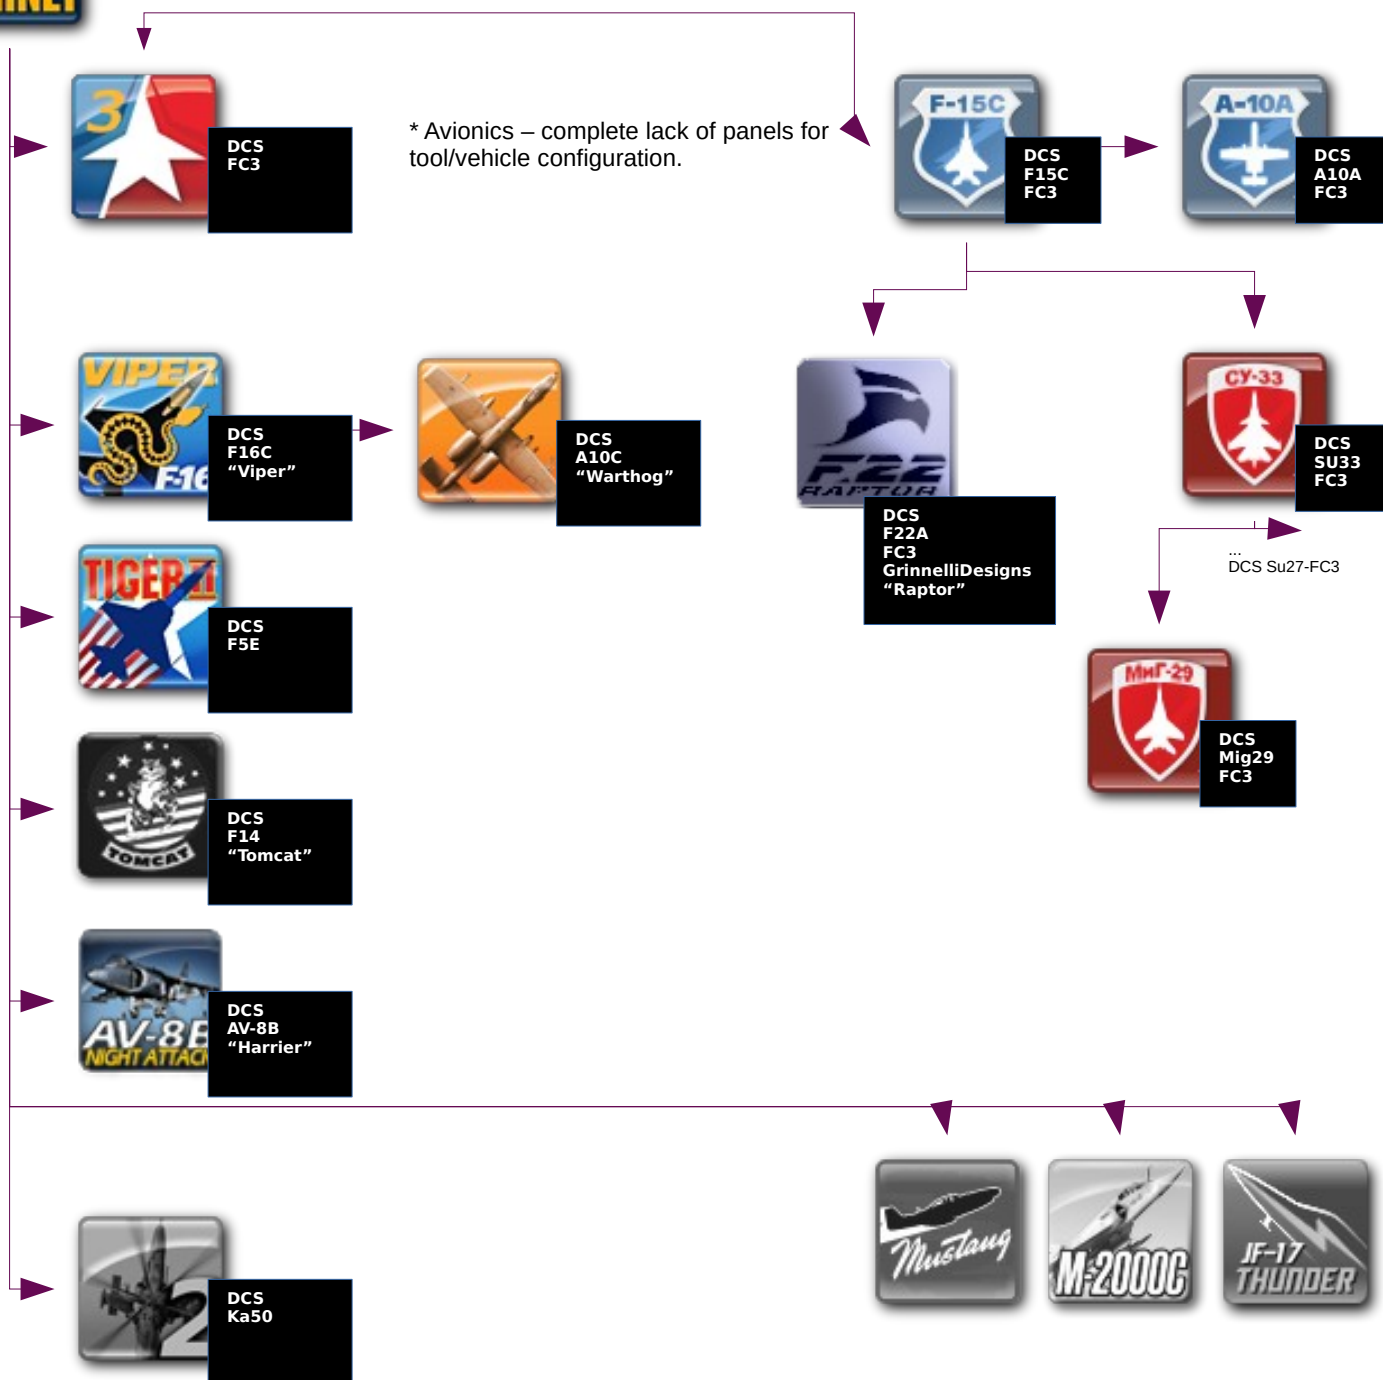 3
DCS
FC3
* Avionics – complete lack of panels for
tool/vehicle configuration.
F-15C
DCS
F15C
FC3
A-10A
DCS
A10A
FC3
VIPER
F-16
DCS
F16C
“Viper”
DCS
A10C
“Warthog”
F-22
RAPTOR
DCS
F22A
FC3
GrinnelliDesigns
“Raptor”
СУ-33
DCS
SU33
FC3
...
DCS Su27-FC3
TIGER II
DCS
F5E
МиГ-29
DCS
Mig29
FC3
TOMCAT
DCS
F14
“Tomcat”
AV-8B
NIGHT ATTACK
DCS
AV-8B
“Harrier”
Mustang
M-2000C
JF-17
THUNDER
2
DCS
Ka50